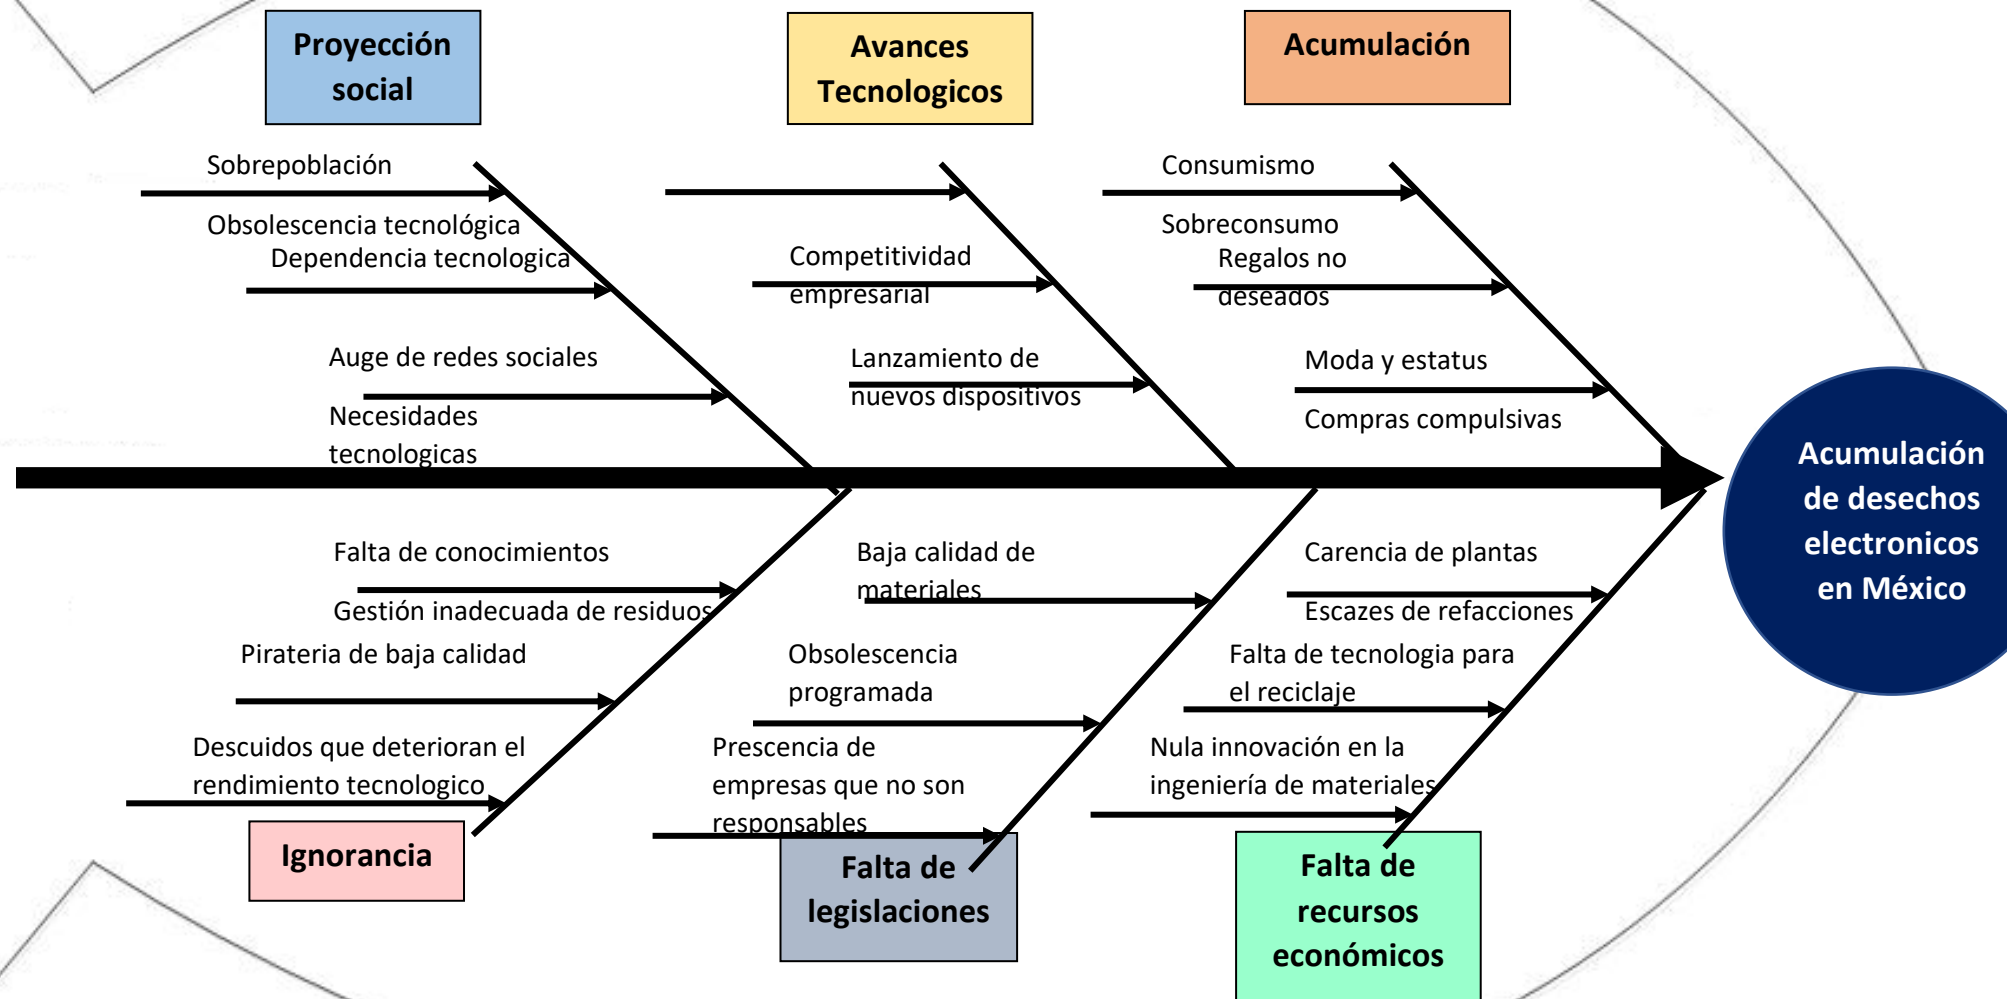 Proyección
social
Avances
Tecnologicos
Acumulación
Sobrepoblación
Obsolescencia tecnológica
Dependencia tecnologica
Auge de redes sociales
Necesidades
tecnologicas
Competitividad
empresarial
Lanzamiento de
nuevos dispositivos
Consumismo
Sobreconsumo
Regalos no
deseados
Moda y estatus
Compras compulsivas
Acumulación
de desechos
electronicos
en México
Falta de conocimientos
Gestión inadecuada de residuos
Pirateria de baja calidad
Descuidos que deterioran el
rendimiento tecnologico
Baja calidad de
materiales
Obsolescencia
programada
Prescencia de
empresas que no son
responsables
Carencia de plantas
Escazes de refacciones
Falta de tecnologia para
el reciclaje
Nula innovación en la
ingeniería de materiales
Ignorancia
Falta de
legislaciones
Falta de
recursos
económicos